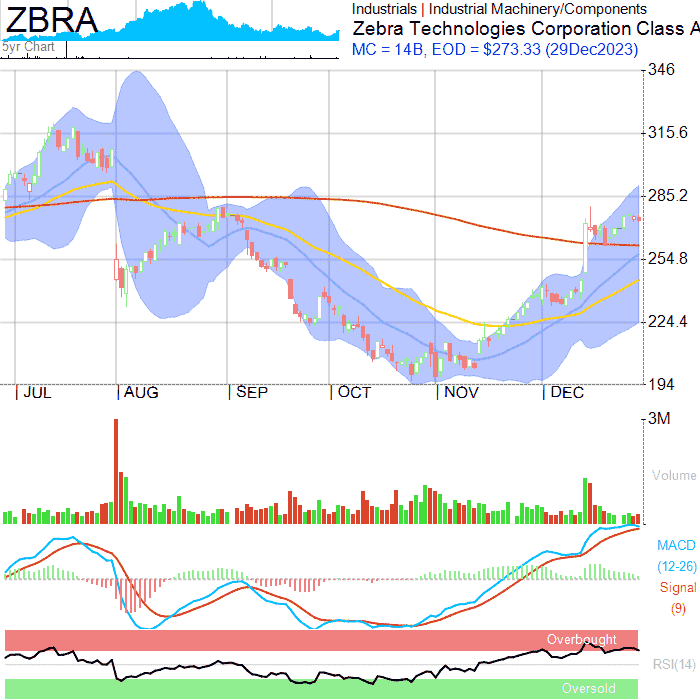 ZBRA
5yr Chart
Industrials | Industrial Machinery/Components
Zebra Technologies Corporation Class A
MC = 14B, EOD = $273.33 (29Dec2023)
346
315.6
285.2
254.8
224.4
194
JUL AUG SEP OCT NOV DEC
3M
Volume
MACD
(12-26)
Signal
(9)
Overbought
RSI(14)
Oversold